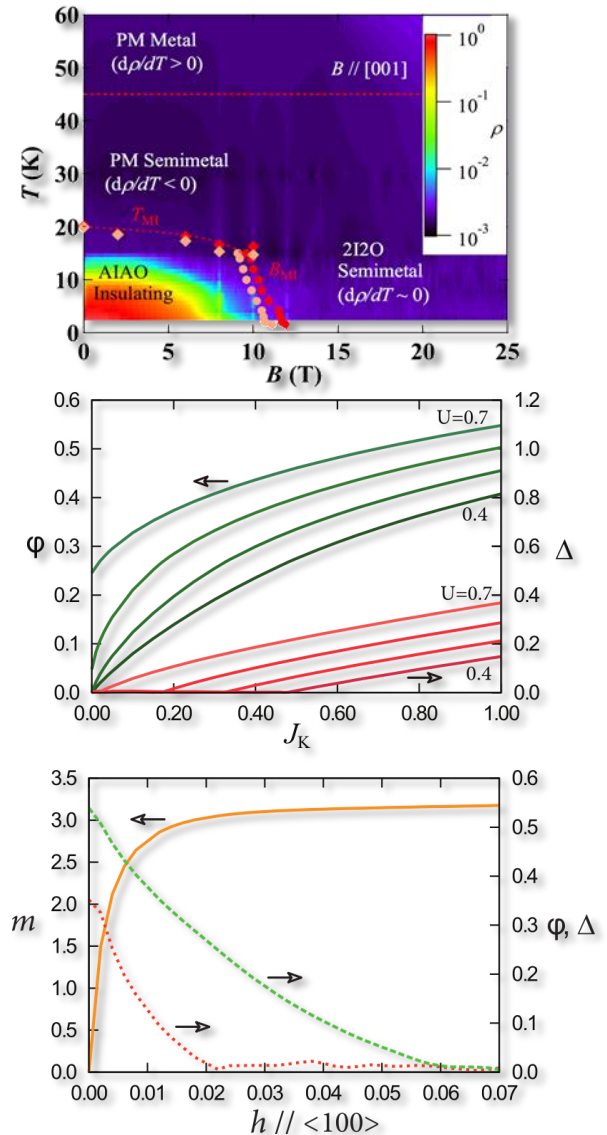 60
50
40
30
20
10
0
T (K)
PM Metal
(dρ/dT > 0)
B // [001]
10⁰
10⁻¹
10⁻²
10⁻³
ρ
PM Semimetal
(dρ/dT < 0)
T_MI
B_MI
AIAO
Insulating
2I2O
Semimetal
(dρ/dT ~ 0)
0
5
10
15
20
25
B (T)
0.6
0.5
0.4
0.3
0.2
0.1
0.0
φ
U=0.7
0.4
U=0.7
0.4
1.2
1.0
0.8
0.6
0.4
0.2
0.0
Δ
0.00
0.20
0.40
0.60
0.80
1.00
J_K
3.5
3.0
2.5
2.0
1.5
1.0
0.5
0.0
m
0.6
0.5
0.4
0.3
0.2
0.1
0.0
φ, Δ
0.00
0.01
0.02
0.03
0.04
0.05
0.06
0.07
h // <100>